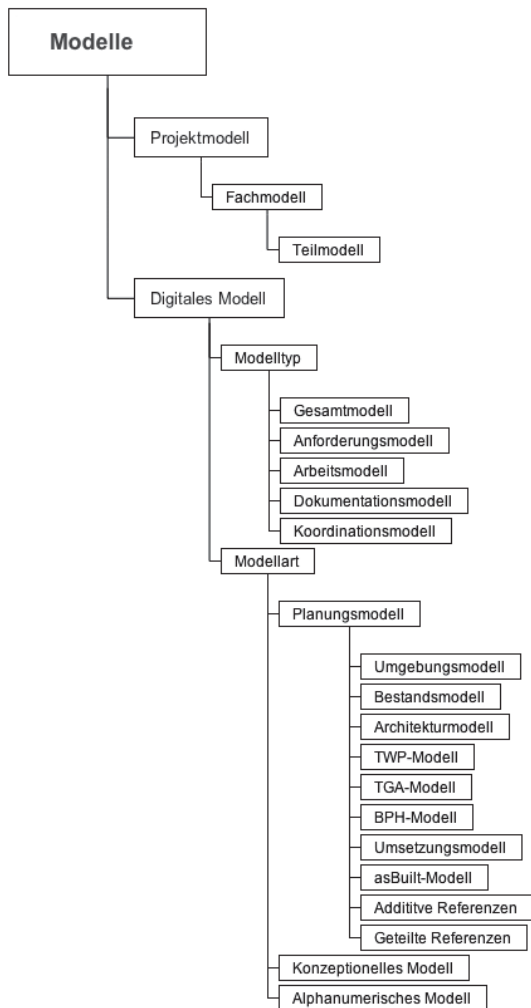 Modelle
Projektmodell
Fachmodell
Teilmodell
Digitales Modell
Modelltyp
Gesamtmodell
Anforderungsmodell
Arbeitsmodell
Dokumentationsmodell
Koordinationsmodell
Modellart
Planungsmodell
Umgebungsmodell
Bestandsmodell
Architekturmodell
TWP-Modell
TGA-Modell
BPH-Modell
Umsetzungsmodell
asBuilt-Modell
Additve Referenzen
Geteilte Referenzen
Konzeptionelles Modell
Alphanumerisches Modell